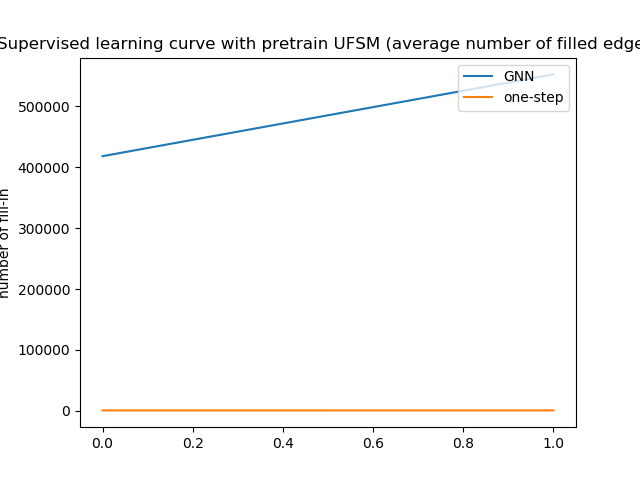 Supervised learning curve with pretrain UFSM (average number of filled edge
GNN
one-step
number of fill-in
500000
400000
300000
200000
100000
0
0.0 0.2 0.4 0.6 0.8 1.0